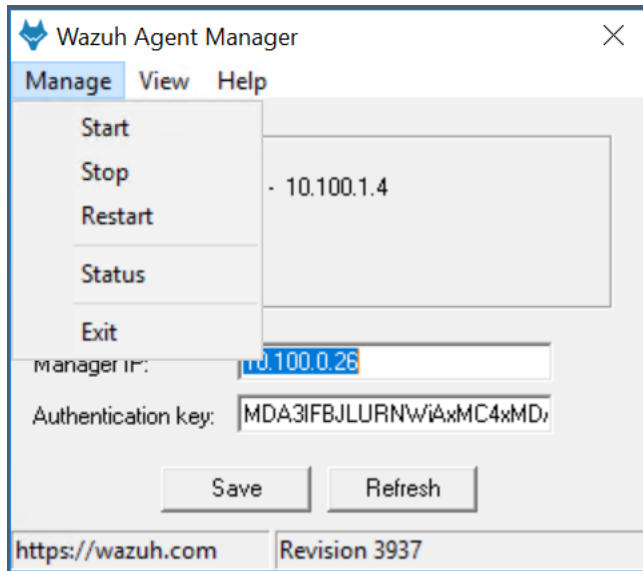 Wazuh Agent Manager
Manage View Help
Start
Stop
- 10.100.1.4
Restart
Status
Exit
Manager IP: 10.100.0.26
Authentication key: MDA3IFBJLURNWiAxMC4xMD
Save Refresh
https://wazuh.com Revision 3937